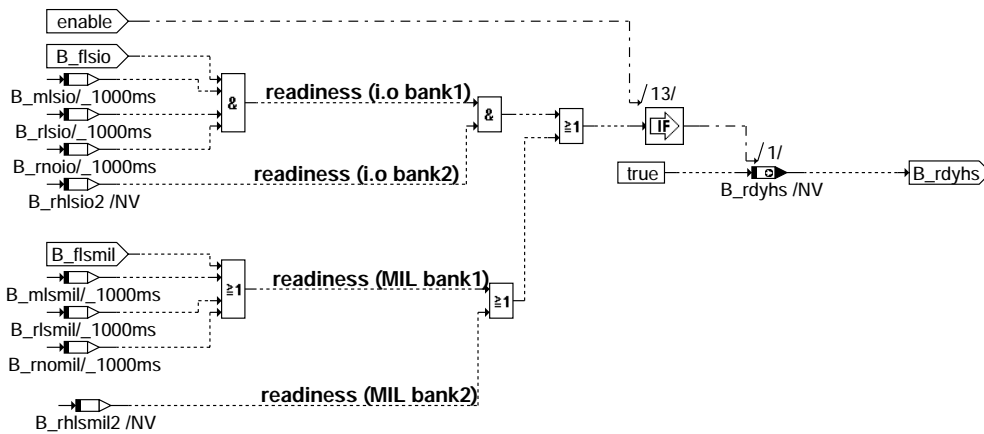 enable
B_flsio
B_mlsio/_1000ms
B_rlsio/_1000ms
B_rnoio/_1000ms
B_rhlsio2 /NV
&
readiness (i.o bank1)
readiness (i.o bank2)
&
≧1
/ 13/
IF
/ 1/
true
B_rdyhs /NV
B_rdyhs
B_flsmil
B_mlsmil/_1000ms
B_rlsmil/_1000ms
B_rnomil/_1000ms
≧1
readiness (MIL bank1)
≧1
readiness (MIL bank2)
B_rhlsmil2 /NV